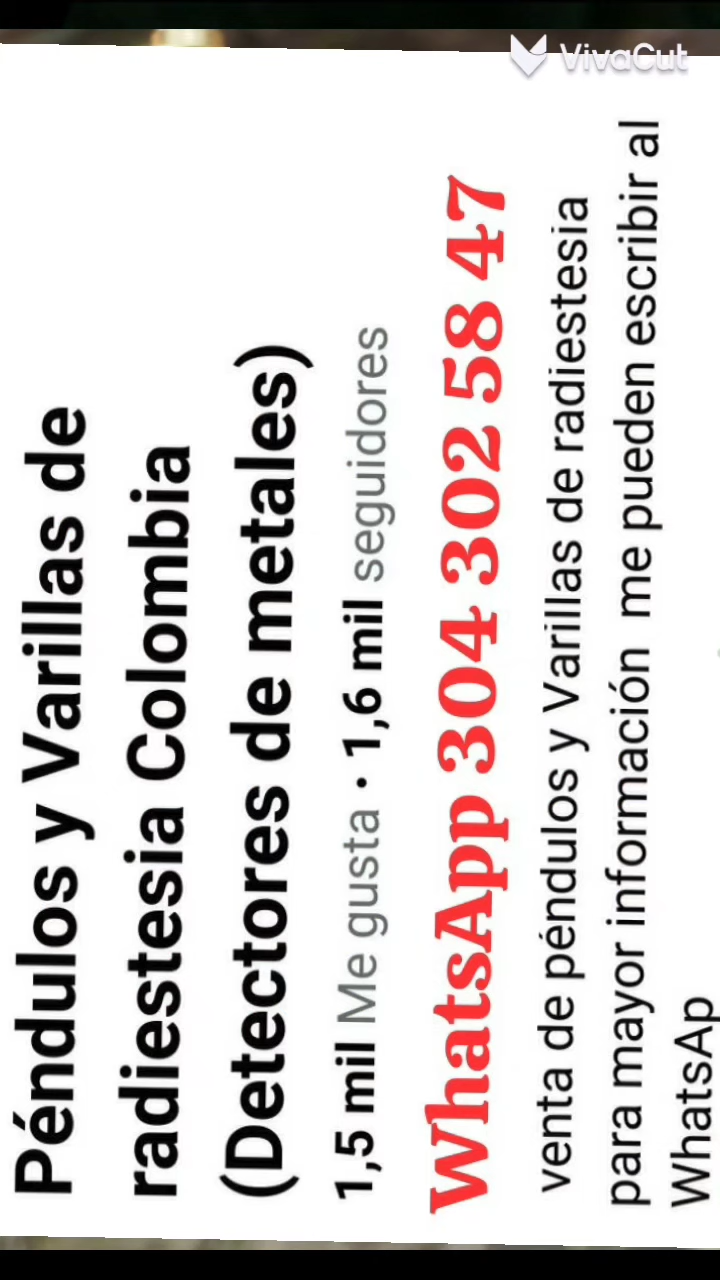 VivaCut
Péndulos y Varillas de
radiestesia Colombia
(Detectores de metales)
1,5 mil Me gusta • 1,6 mil seguidores
WhatsApp 304 302 58 47
venta de péndulos y Varillas de radiestesia
para mayor información me pueden escribir al
WhatsAp